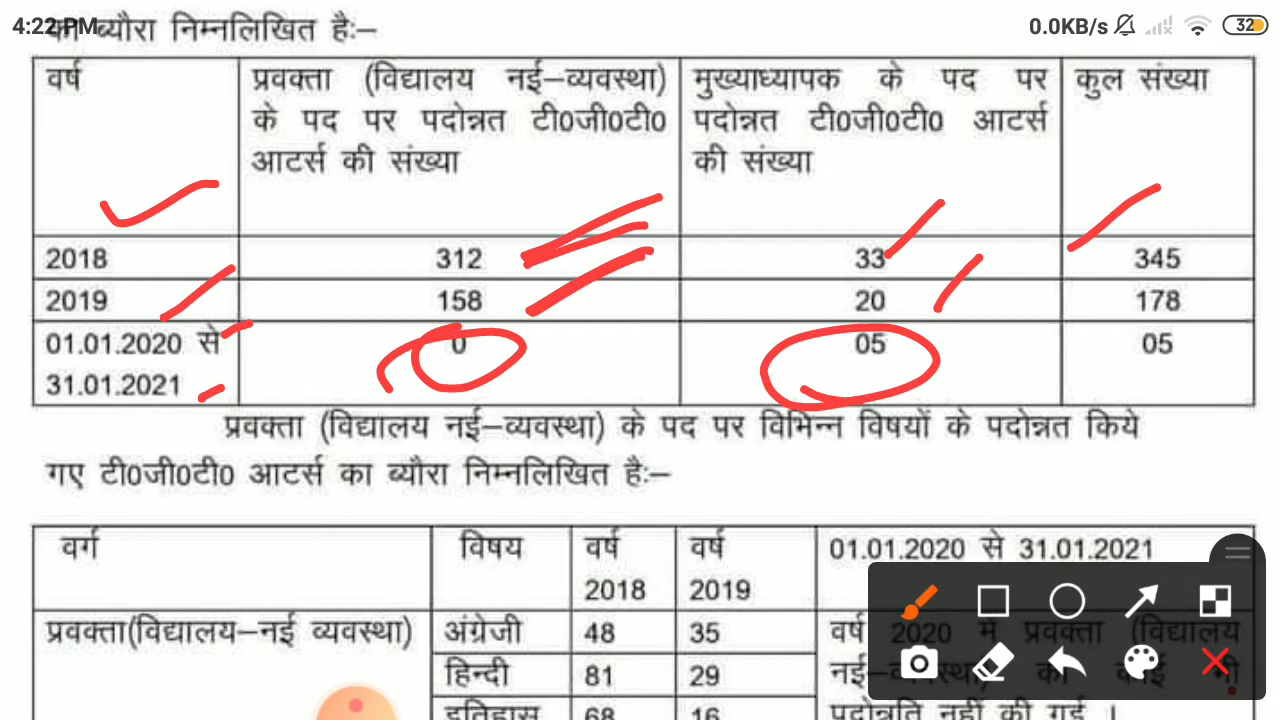 4:22 PM
0.0KB/s 32
का ब्यौरा निम्नलिखित है:–
वर्ष
प्रवक्ता (विद्यालय नई–व्यवस्था)
के पद पर पदोन्नत टी0जी0टी0
आटर्स की संख्या
मुख्याध्यापक के पद पर
पदोन्नत टी0जी0टी0 आटर्स
की संख्या
कुल संख्या
2018 312 33 345
2019 158 20 178
01.01.2020 से 0 05 05
31.01.2021
प्रवक्ता (विद्यालय नई–व्यवस्था) के पद पर विभिन्न विषयों के पदोन्नत किये
गए टी0जी0टी0 आटर्स का ब्यौरा निम्नलिखित है:–
वर्ग
विषय
वर्ष
2018
वर्ष
2019
01.01.2020 से 31.01.2021
प्रवक्ता(विद्यालय–नई व्यवस्था)
अंग्रेजी 48 35
हिन्दी 81 29
इतिहास 68 16
वर्ष 2020 में प्रवक्ता (विद्यालय
नई–व्यवस्था) का कोई भी
पदोन्नति नहीं की गई ।